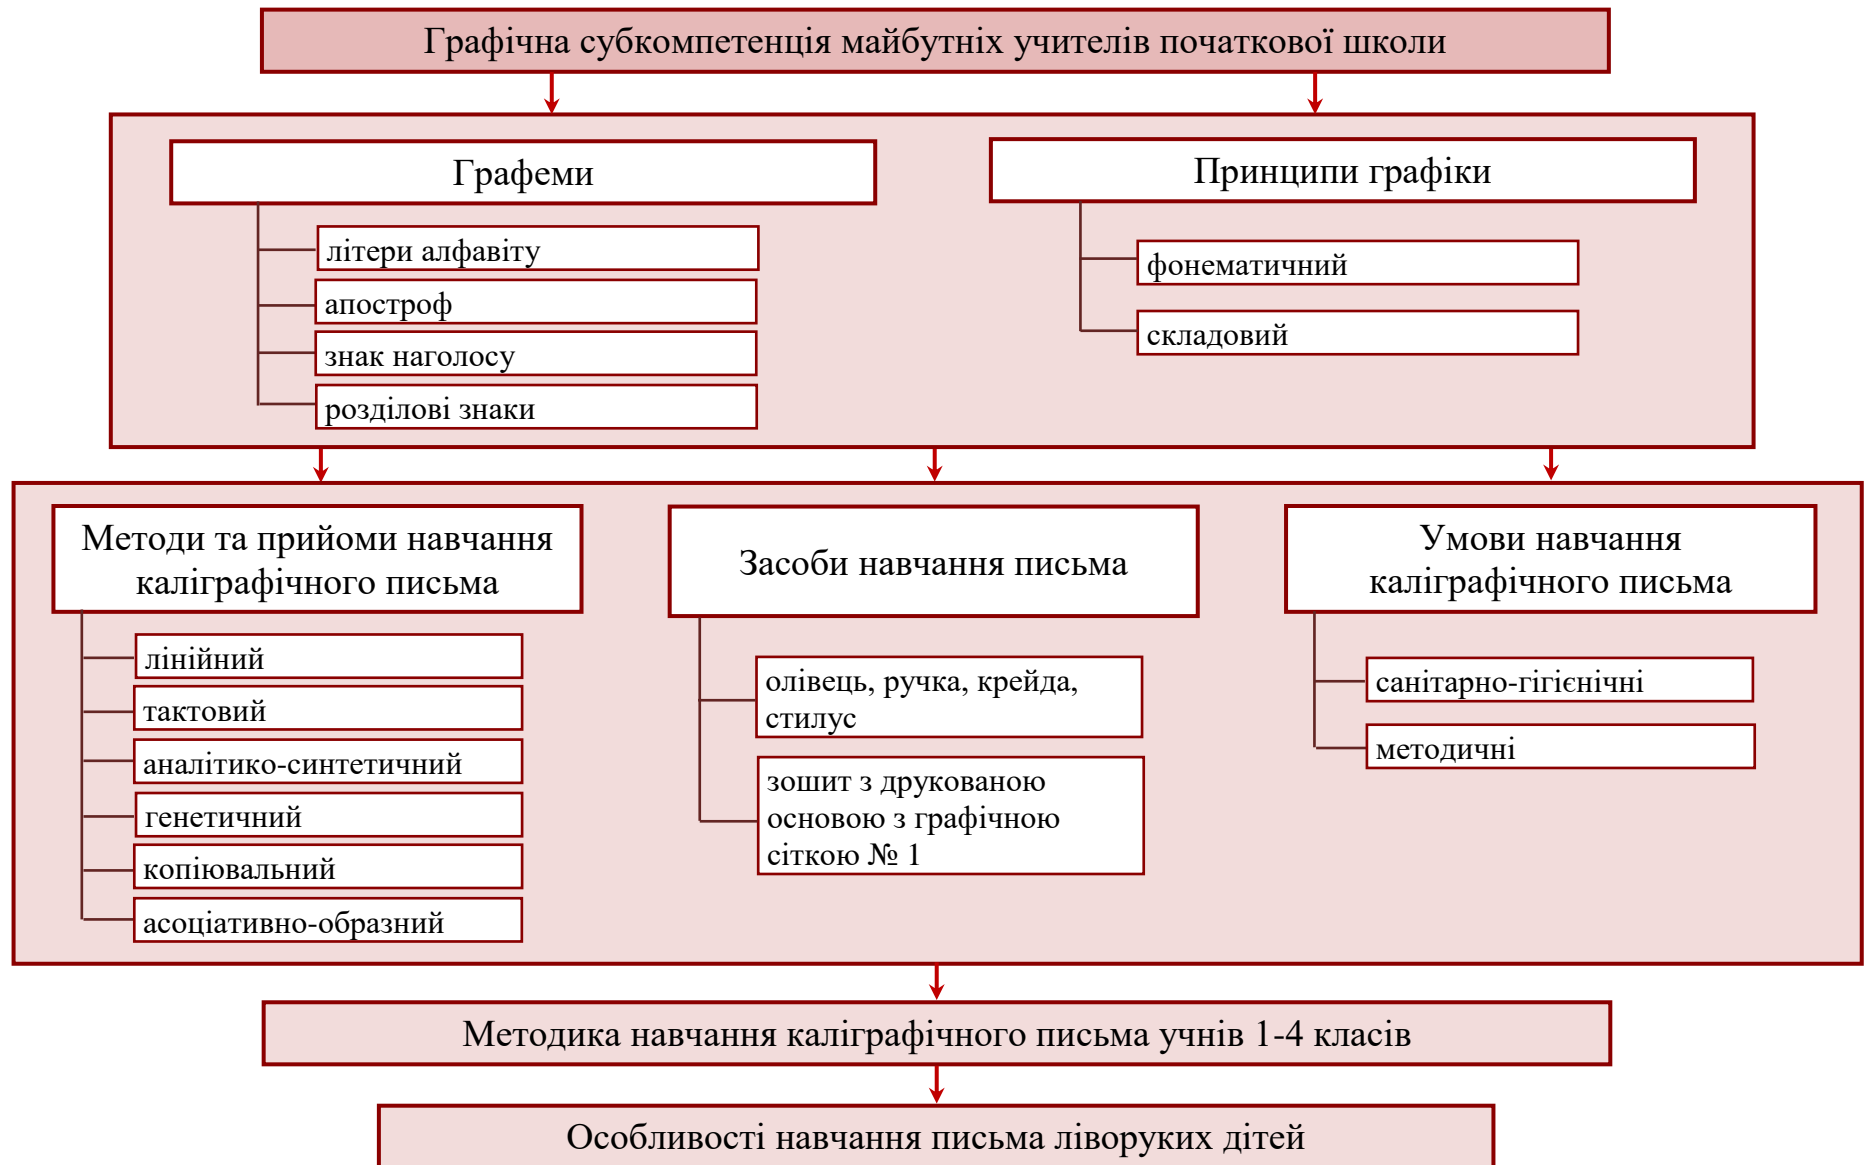 Графічна субкомпетенція майбутніх учителів початкової школи
Графеми
літери алфавіту
апостроф
знак наголосу
розділові знаки
Принципи графіки
фонематичний
складовий
Методи та прийоми навчання
каліграфічного письма
лінійний
тактовий
аналітико-синтетичний
генетичний
копіювальний
асоціативно-образний
Засоби навчання письма
олівець, ручка, крейда,
стилус
зошит з друкованою
основою з графічною
сіткою № 1
Умови навчання
каліграфічного письма
санітарно-гігієнічні
методичні
Методика навчання каліграфічного письма учнів 1-4 класів
Особливості навчання письма ліворуких дітей